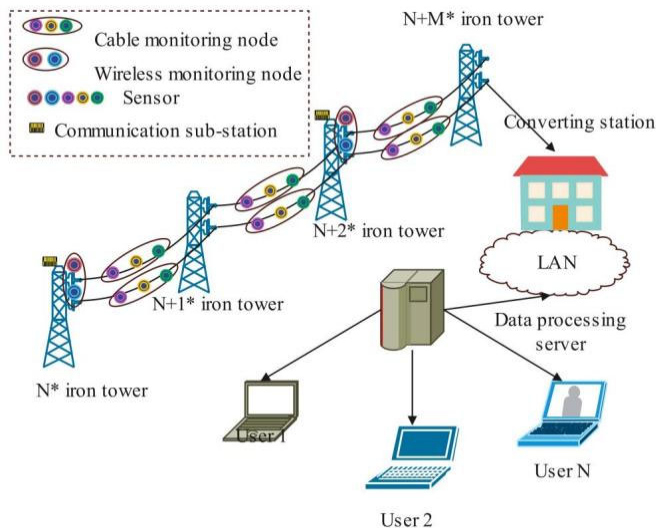 Cable monitoring node
Wireless monitoring node
Sensor
Communication sub-station
N+M* iron tower
Converting station
N+2* iron tower
LAN
N+1* iron tower
Data processing
server
N* iron tower
User 1
User N
User 2